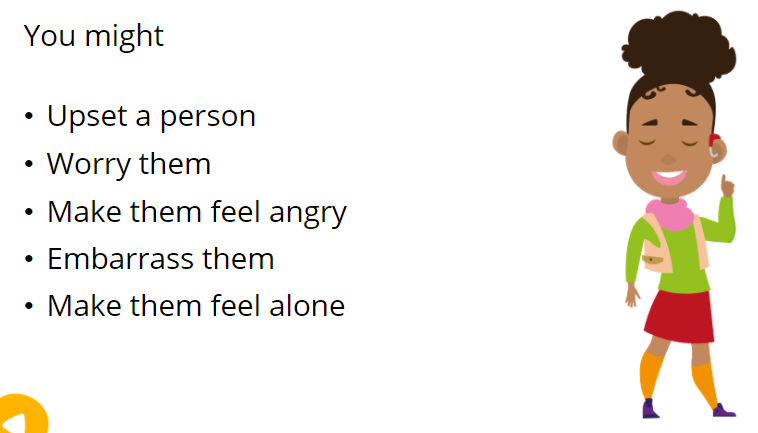 You might
• Upset a person
• Worry them
• Make them feel angry
• Embarrass them
• Make them feel alone